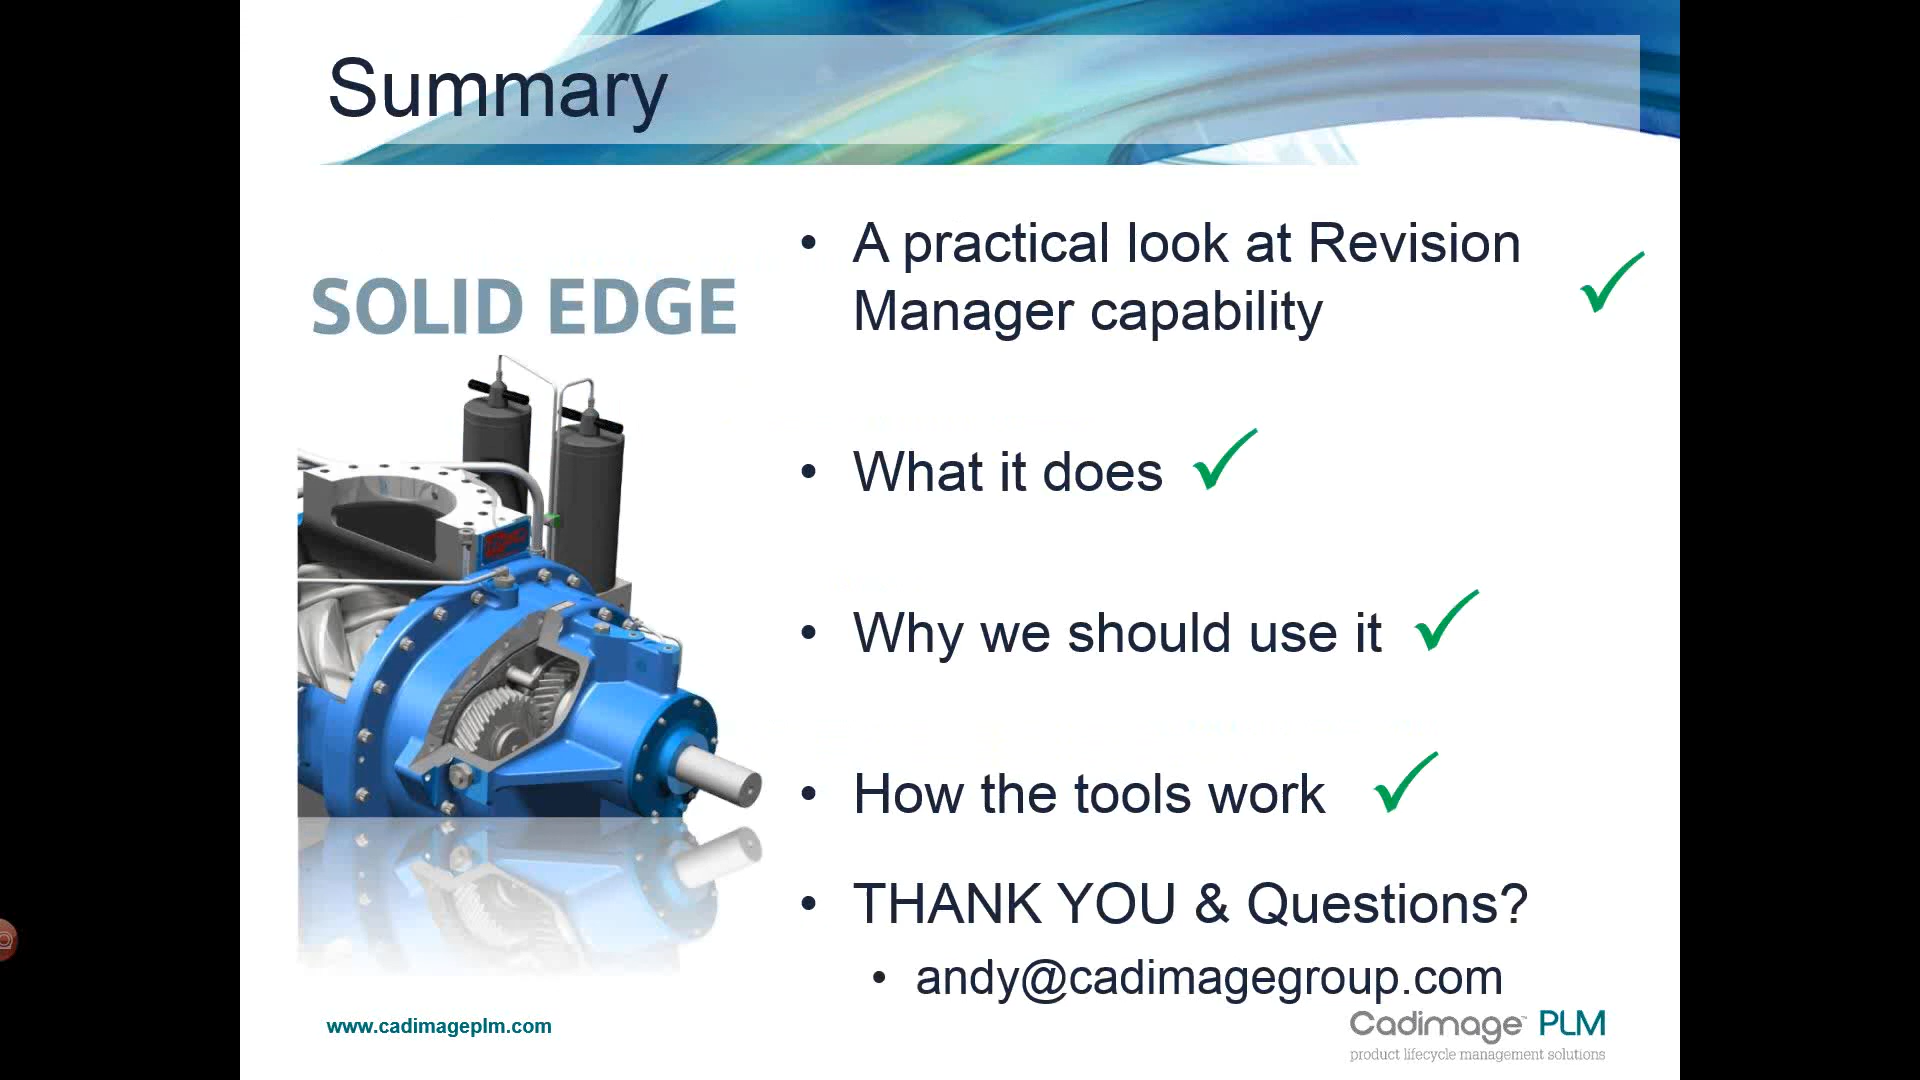 Summary
SOLID EDGE
• A practical look at Revision
Manager capability
• What it does
• Why we should use it
• How the tools work
• THANK YOU & Questions?
• andy@cadimagegroup.com
www.cadimageplm.com
Cadimage™ PLM
product lifecycle management solutions